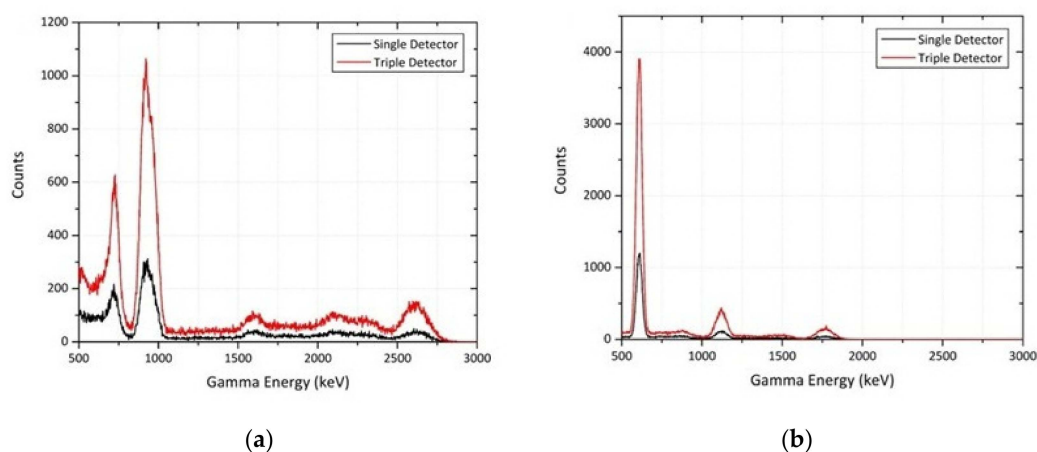 1200
1000
800
600
400
200
0
Counts
500
1000
1500
2000
2500
3000
Gamma Energy (keV)
Single Detector
Triple Detector
(a)
4000
3000
2000
1000
0
Counts
500
1000
1500
2000
2500
3000
Gamma Energy (keV)
Single Detector
Triple Detector
(b)